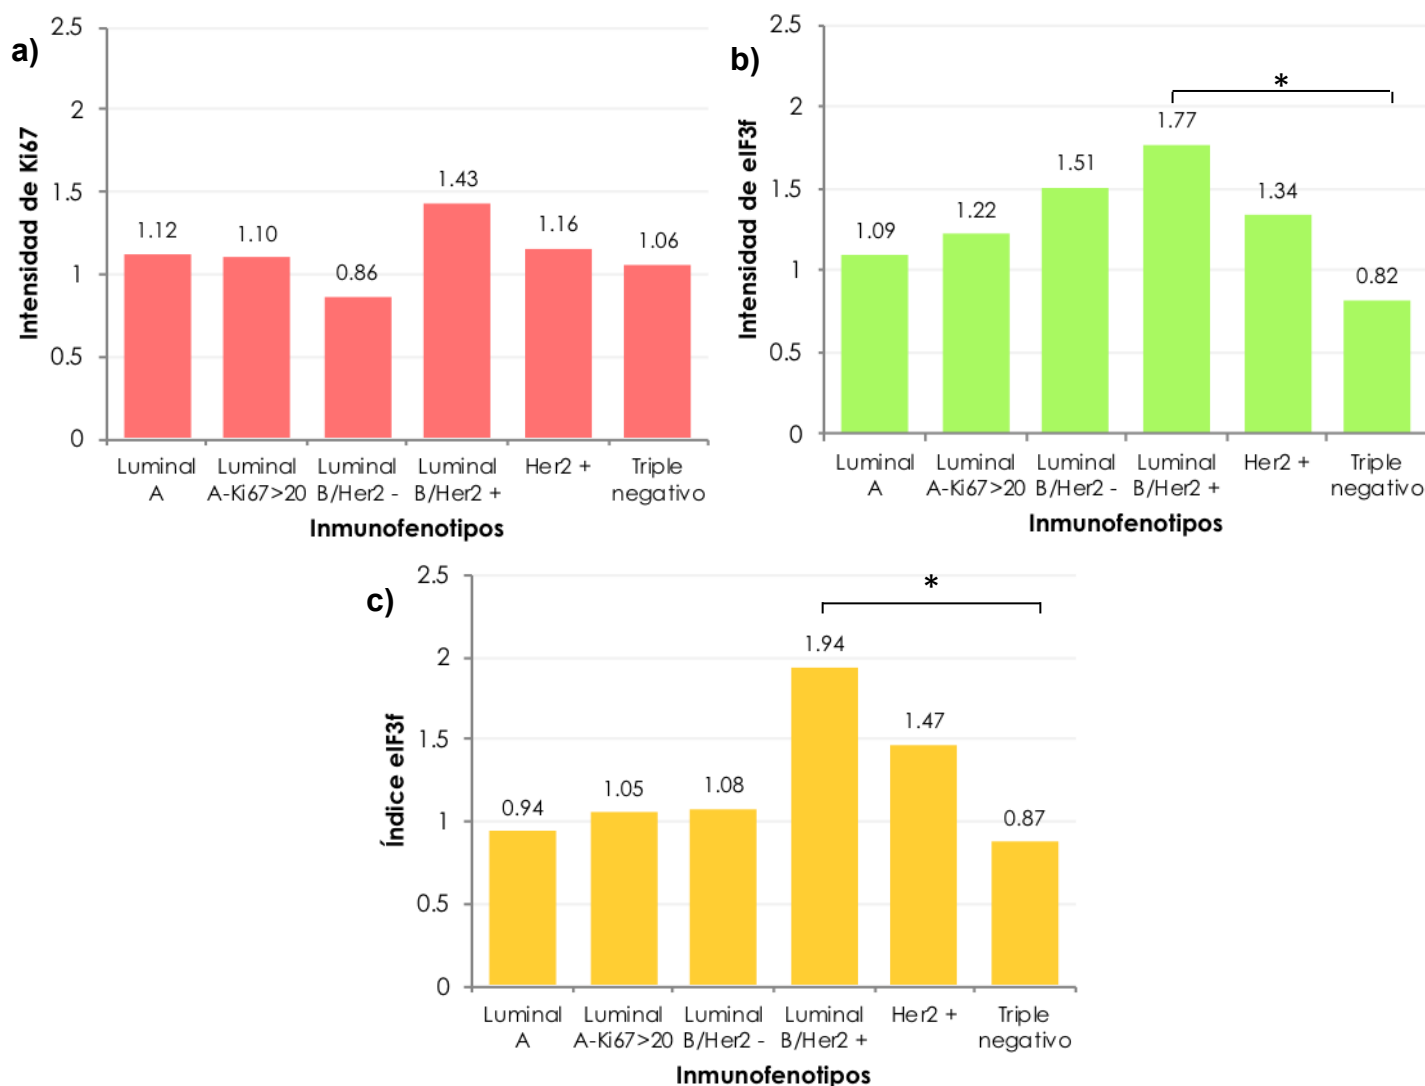 a)
Intensidad de Ki67
2.5
2
1.5
1
0.5
0
1.12
1.10
0.86
1.43
1.16
1.06
Luminal
A
Luminal
A-Ki67>20
Luminal
B/Her2 -
Luminal
B/Her2 +
Her2 +
Triple
negativo
Inmunofenotipos
b)
Intensidad de eIF3f
2.5
2
1.5
1
0.5
0
*
1.09
1.22
1.51
1.77
1.34
0.82
Luminal
A
Luminal
A-Ki67>20
Luminal
B/Her2 -
Luminal
B/Her2 +
Her2 +
Triple
negativo
Inmunofenotipos
c)
Índice eIF3f
2.5
2
1.5
1
0.5
0
*
0.94
1.05
1.08
1.94
1.47
0.87
Luminal
A
Luminal
A-Ki67>20
Luminal
B/Her2 -
Luminal
B/Her2 +
Her2 +
Triple
negativo
Inmunofenotipos